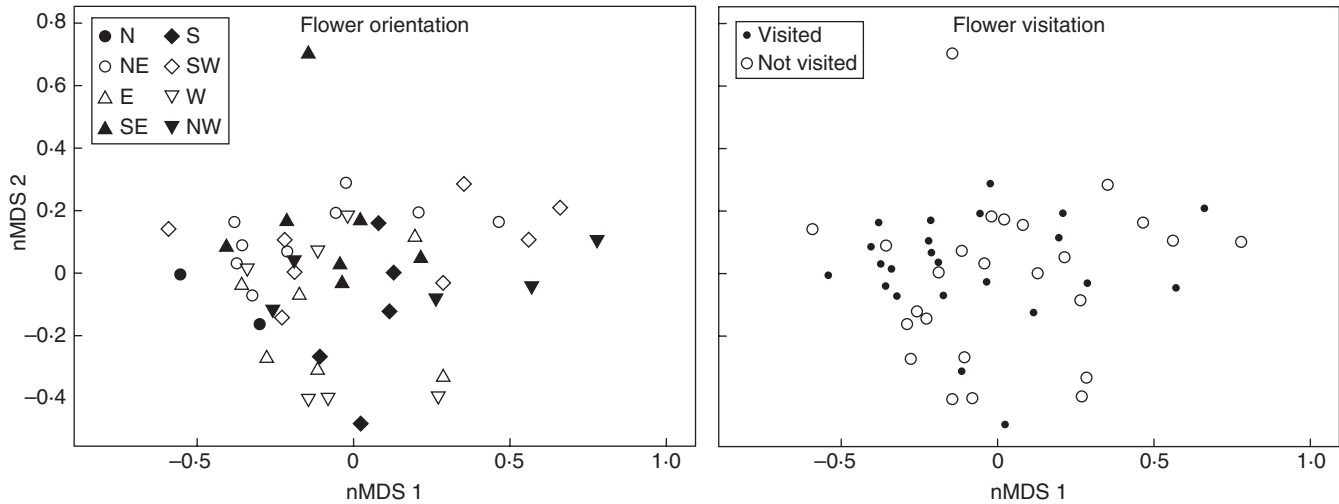 Flower orientation
N S
NE SW
E W
SE NW
0·8
0·6
0·4
0·2
0
−0·2
−0·4
nMDS 2
−0·5 0 0·5 1·0
nMDS 1
Flower visitation
Visited
Not visited
−0·5 0 0·5 1·0
nMDS 1